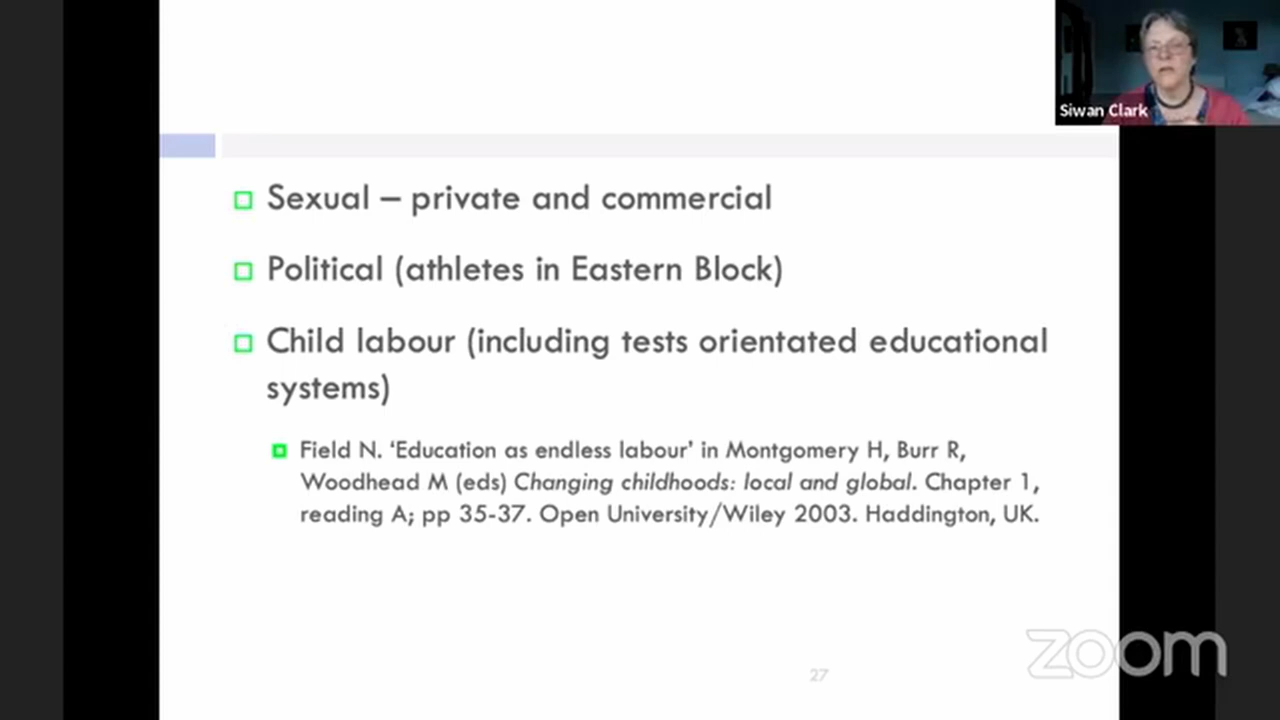 Siwan Clark
Sexual – private and commercial
Political (athletes in Eastern Block)
Child labour (including tests orientated educational
systems)
Field N. ‘Education as endless labour’ in Montgomery H, Burr R,
Woodhead M (eds) Changing childhoods: local and global. Chapter 1,
reading A; pp 35-37. Open University/Wiley 2003. Haddington, UK.
27
zoom